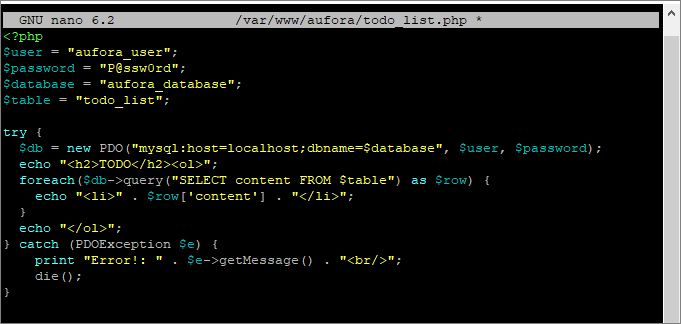 GNU nano 6.2 /var/www/aufora/todo_list.php *
<?php
$user = "aufora_user";
$password = "P@ssw0rd";
$database = "aufora_database";
$table = "todo_list";
try {
  $db = new PDO("mysql:host=localhost;dbname=$database", $user, $password);
  echo "<h2>TODO</h2><ol>";
  foreach($db->query("SELECT content FROM $table") as $row) {
    echo "<li>" . $row['content'] . "</li>";
  }
  echo "</ol>";
} catch (PDOException $e) {
    print "Error!: " . $e->getMessage() . "<br/>";
    die();
}